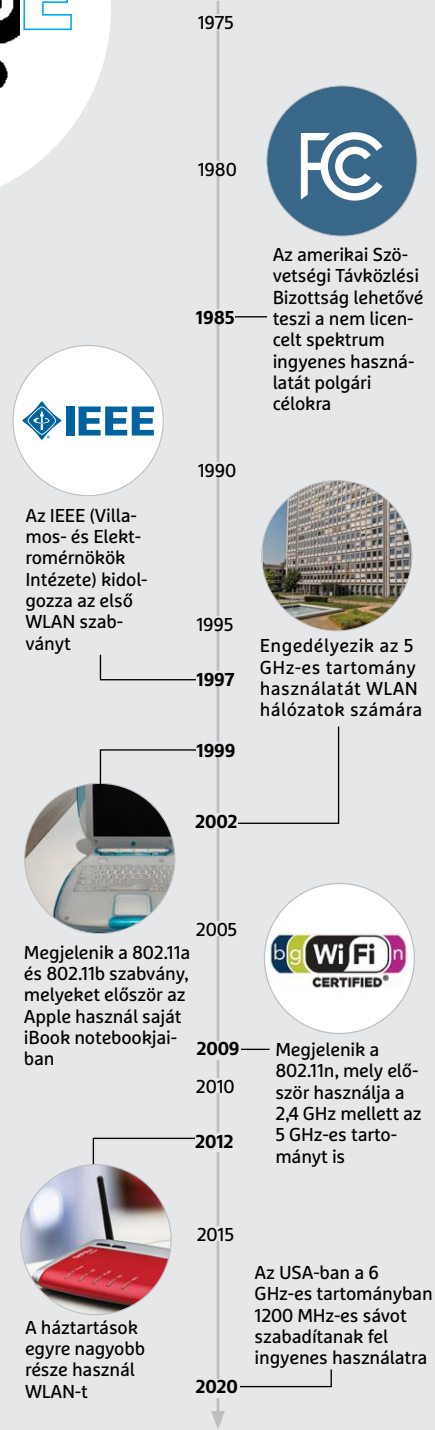 E
1975
FCC
1980
Az amerikai Szö-
vetségi Távközlési
Bizottság lehetővé
teszi a nem licen-
celt spektrum
ingyenes haszná-
latát polgári
célokra
1985
IEEE
1990
Az IEEE (Villa-
mos- és Elekt-
romérnökök
Intézete) kidol-
gozza az első
WLAN szab-
ványt
1995
1997
Engedélyezik az 5
GHz-es tartomány
használatát WLAN
hálózatok számára
1999
2002
Megjelenik a 802.11a
és 802.11b szabvány,
melyeket először az
Apple használ saját
iBook notebookjai-
ban
2005
bg Wi Fi n
CERTIFIED®
2009
Megjelenik a
802.11n, mely elő-
ször használja a
2,4 GHz mellett az
5 GHz-es tarto-
mányt is
2010
2012
2015
A háztartások
egyre nagyobb
része használ
WLAN-t
Az USA-ban a 6
GHz-es tartományban
1200 MHz-es sávot
szabadítanak fel
ingyenes használatra
2020